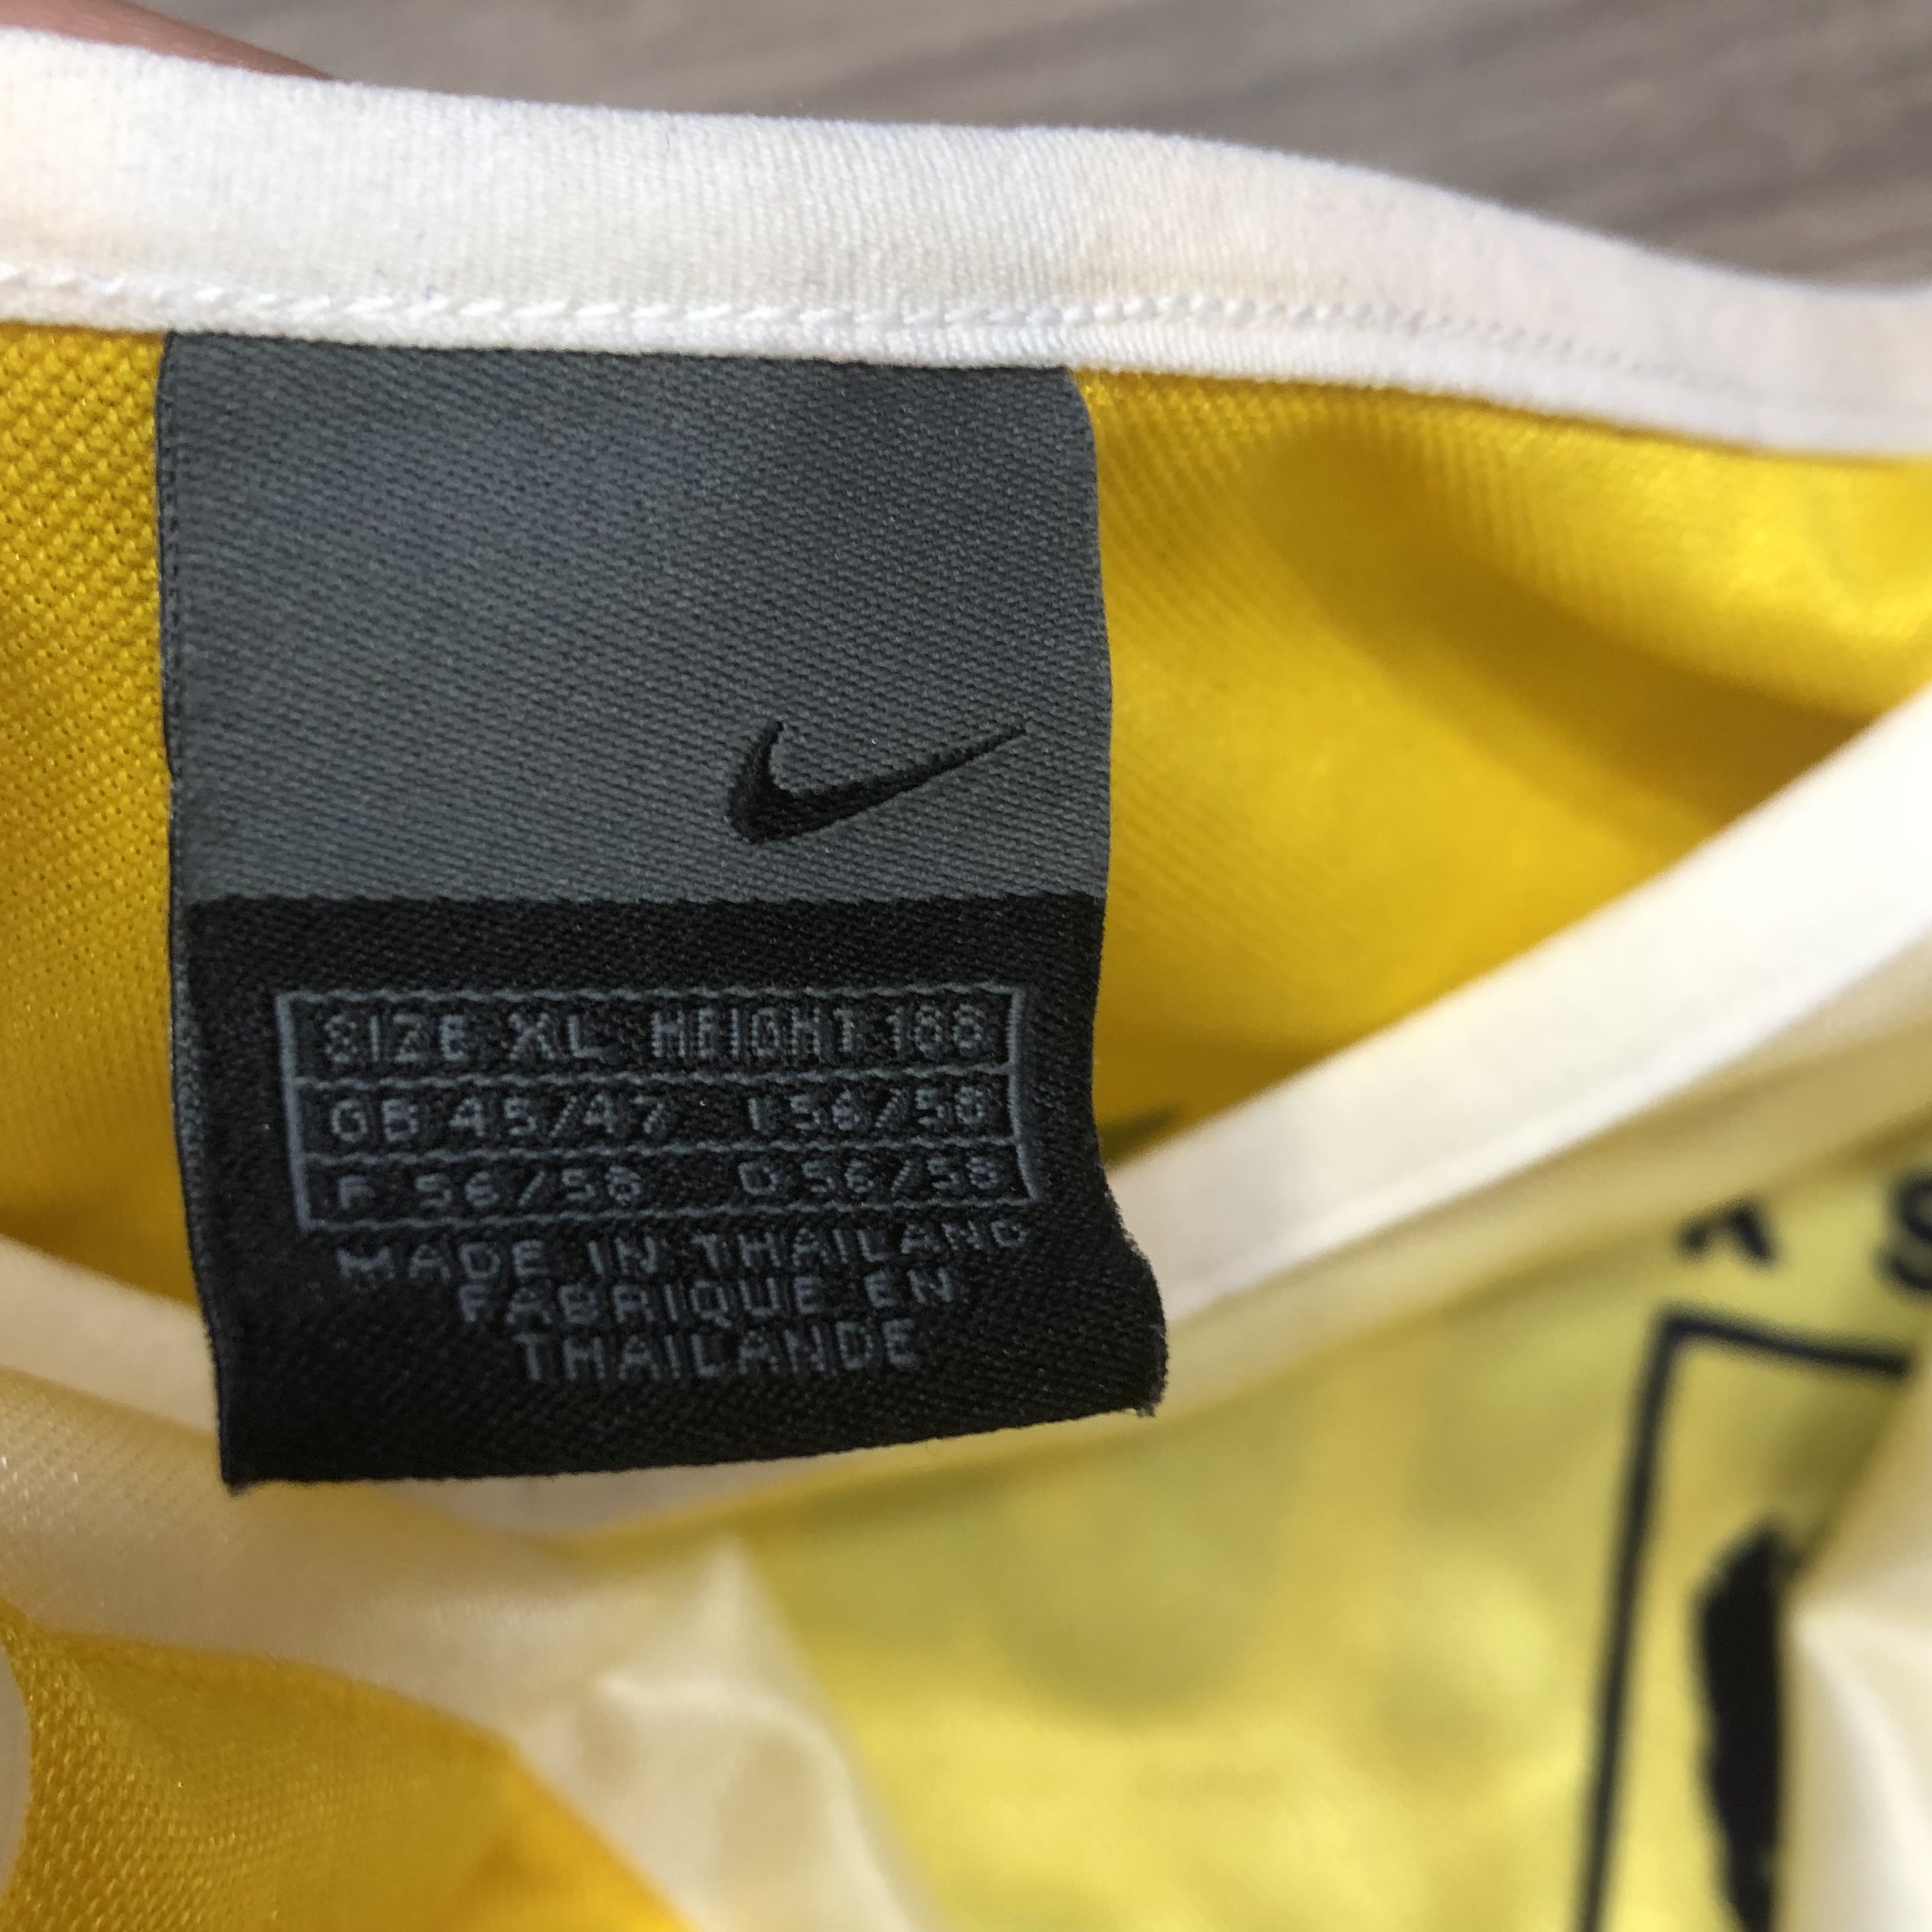 SIZE XL HEIGHT 188
GB 45/47 I 56/58
F 56/58 D 56/58
MADE IN THAILAND
FABRIQUE EN
THAILANDE